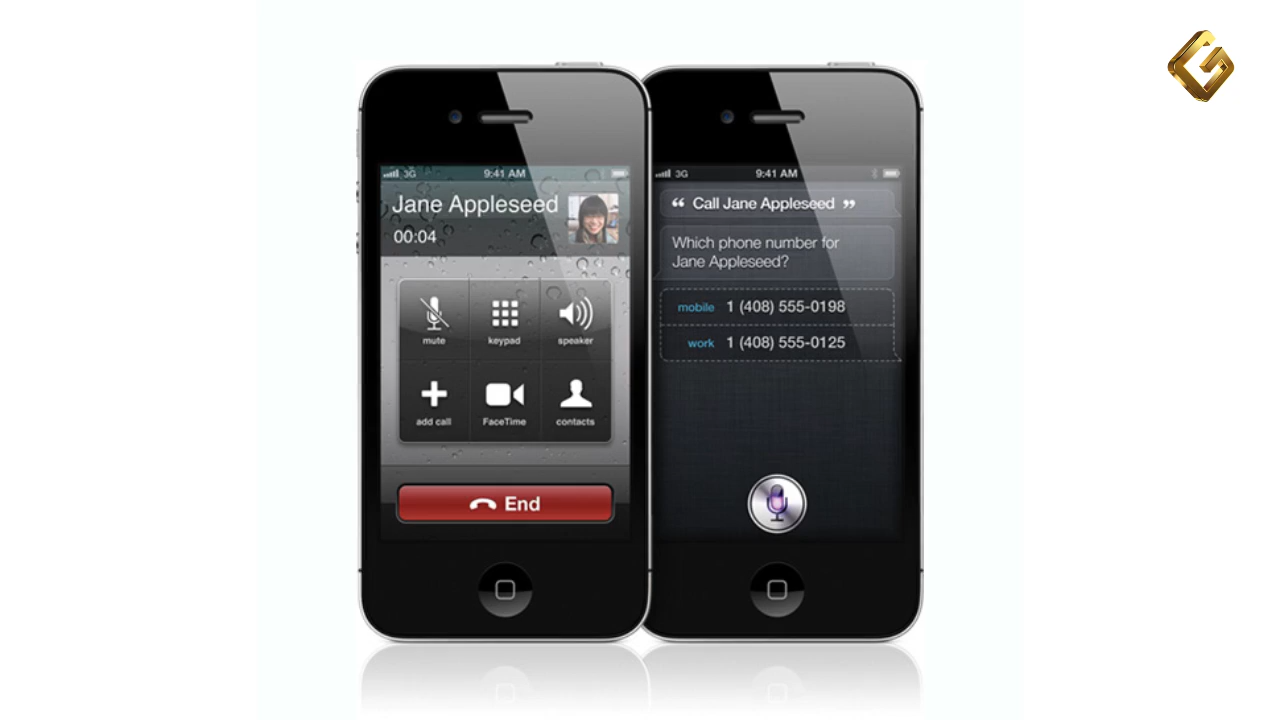 3G 9:41 AM
Jane Appleseed
00:04
mute keypad speaker
add call FaceTime contacts
End
3G 9:41 AM
“ Call Jane Appleseed ”
Which phone number for
Jane Appleseed?
mobile 1 (408) 555-0198
work 1 (408) 555-0125